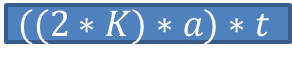 ((2 * K) * a) * t